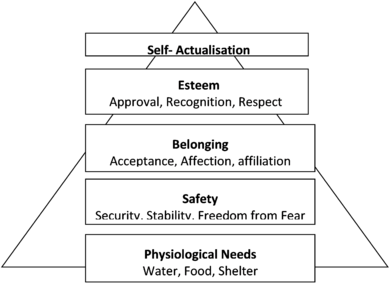 Self- Actualisation
Esteem
Approval, Recognition, Respect
Belonging
Acceptance, Affection, affiliation
Safety
Security, Stability, Freedom from Fear
Physiological Needs
Water, Food, Shelter